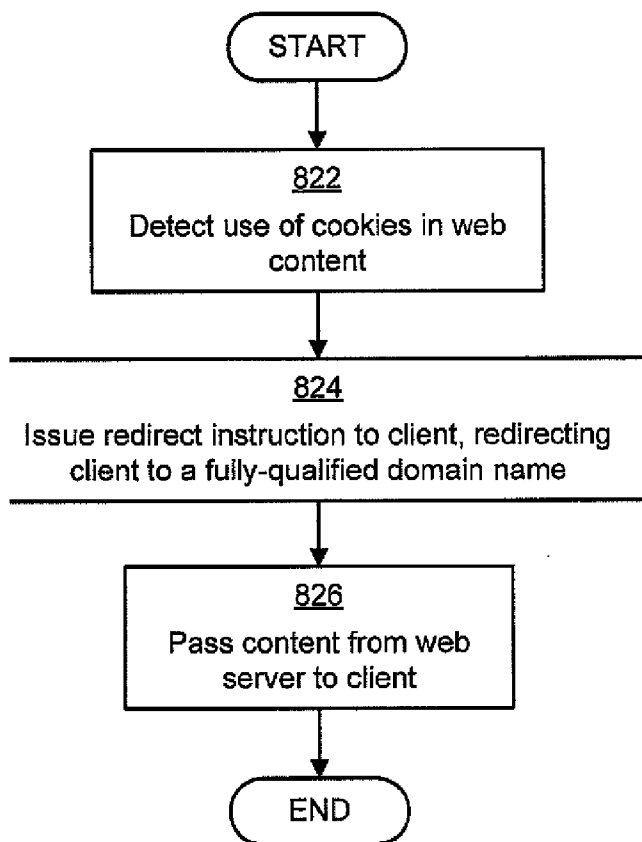 START
822
Detect use of cookies in web
content
824
Issue redirect instruction to client, redirecting
client to a fully-qualified domain name
826
Pass content from web
server to client
END